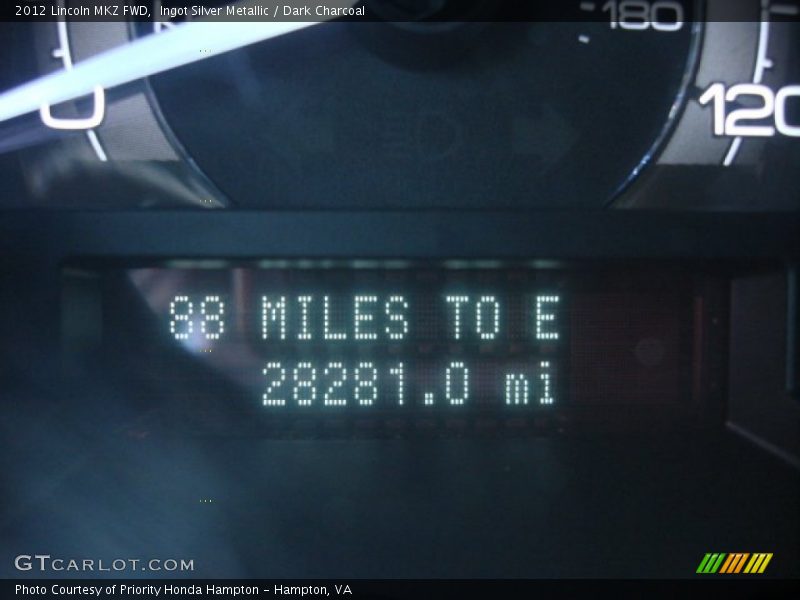 2012 Lincoln MKZ FWD,  Ingot Silver Metallic / Dark Charcoal
180
0
120
88 MILES TO E
28281.0 mi
GTCARLOT.COM
Photo Courtesy of Priority Honda Hampton - Hampton, VA